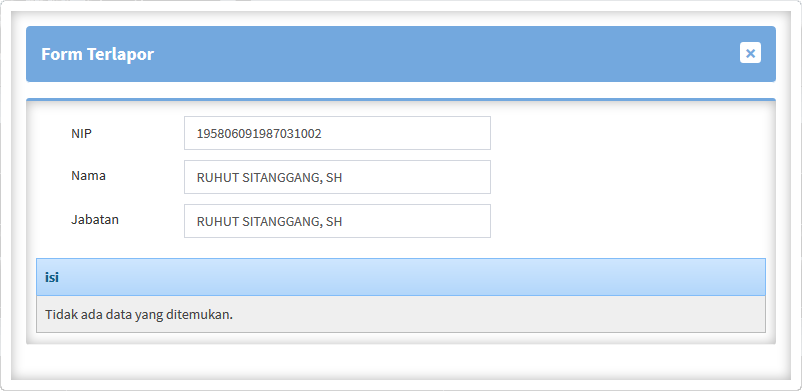 Form Terlapor
NIP 195806091987031002
Nama RUHUT SITANGGANG, SH
Jabatan RUHUT SITANGGANG, SH
isi
Tidak ada data yang ditemukan.